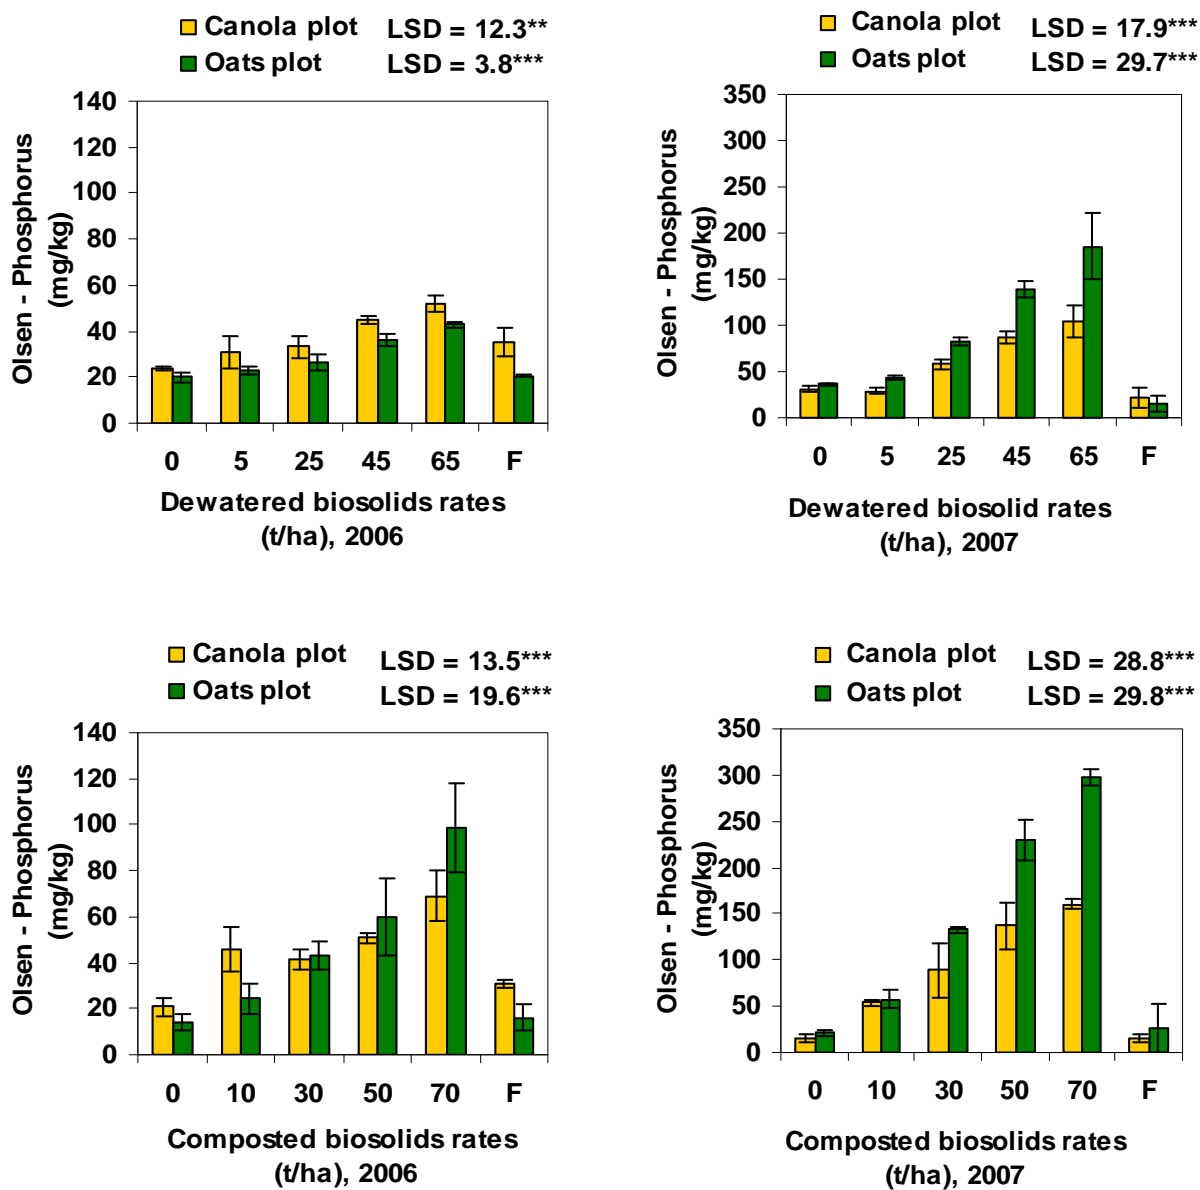 Canola plot LSD = 12.3**
Oats plot LSD = 3.8***
140
120
100
80
60
40
20
0
Olsen - Phosphorus
(mg/kg)
0 5 25 45 65 F
Dewatered biosolids rates
(t/ha), 2006
Canola plot LSD = 17.9***
Oats plot LSD = 29.7***
350
300
250
200
150
100
50
0
Olsen - Phosphorus
(mg/kg)
0 5 25 45 65 F
Dewatered biosolid rates
(t/ha), 2007
Canola plot LSD = 13.5***
Oats plot LSD = 19.6***
140
120
100
80
60
40
20
0
Olsen - Phosphorus
(mg/kg)
0 10 30 50 70 F
Composted biosolids rates
(t/ha), 2006
Canola plot LSD = 28.8***
Oats plot LSD = 29.8***
350
300
250
200
150
100
50
0
Olsen - Phosphorus
(mg/kg)
0 10 30 50 70 F
Composted biosolids rates
(t/ha), 2007